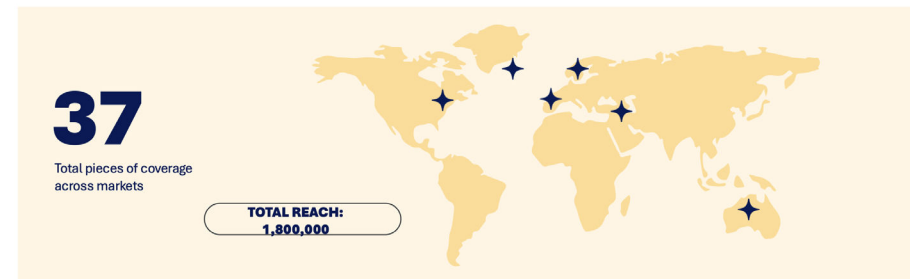 37
Total pieces of coverage
across markets
TOTAL REACH:
1,800,000